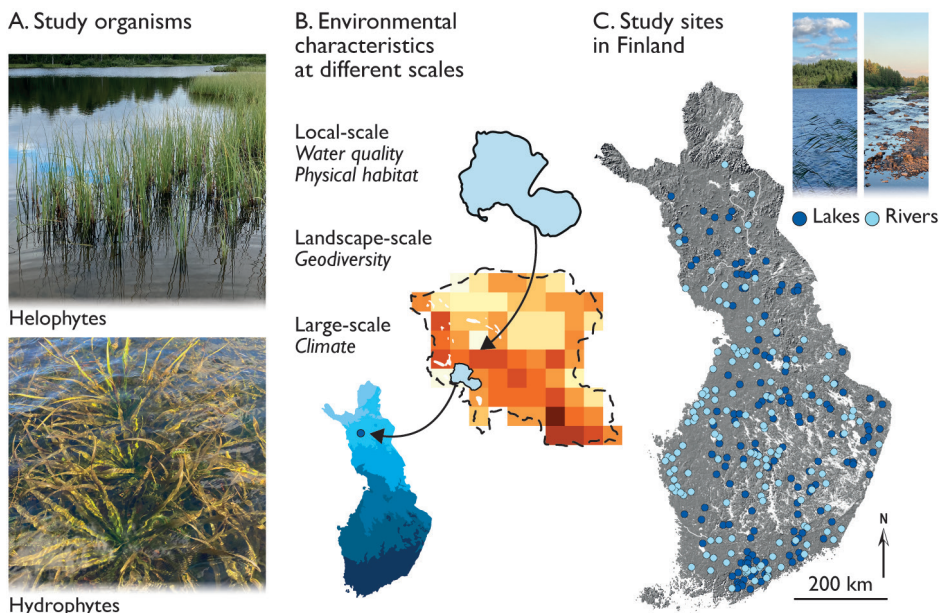 A. Study organisms
Helophytes
Hydrophytes
B. Environmental
characteristics
at different scales
Local-scale
Water quality
Physical habitat
Landscape-scale
Geodiversity
Large-scale
Climate
C. Study sites
in Finland
Lakes Rivers
N
200 km